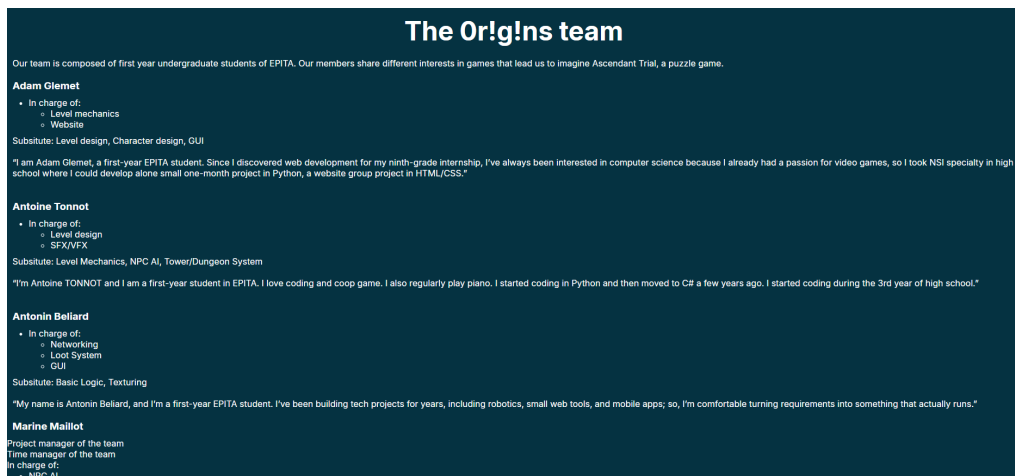 The 0r!g!ns team
Our team is composed of first year undergraduate students of EPITA. Our members share different interests in games that lead us to imagine Ascendant Trial, a puzzle game.
Adam Glemet
In charge of:
Level mechanics
Website
Subsitute: Level design, Character design, GUI
“I am Adam Glemet, a first-year EPITA student. Since I discovered web development for my ninth-grade internship, I’ve always been interested in computer science because I already had a passion for video games, so I took NSI specialty in high
school where I could develop alone small one-month project in Python, a website group project in HTML/CSS.”
Antoine Tonnot
In charge of:
Level design
SFX/VFX
Subsitute: Level Mechanics, NPC AI, Tower/Dungeon System
“I’m Antoine TONNOT and I am a first-year student in EPITA. I love coding and coop game. I also regularly play piano. I started coding in Python and then moved to C# a few years ago. I started coding during the 3rd year of high school.”
Antonin Beliard
In charge of:
Networking
Loot System
GUI
Subsitute: Basic Logic, Texturing
“My name is Antonin Beliard, and I’m a first-year EPITA student. I’ve been building tech projects for years, including robotics, small web tools, and mobile apps; so, I’m comfortable turning requirements into something that actually runs.”
Marine Maillot
Project manager of the team
Time manager of the team
In charge of:
NPC AI